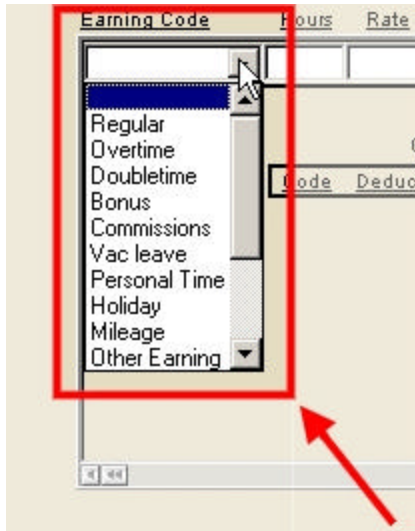 Earning Code Hours Rate
Regular
Overtime
Doubletime
Code Deduc
Bonus
Commissions
Vac leave
Personal Time
Holiday
Mileage
Other Earning